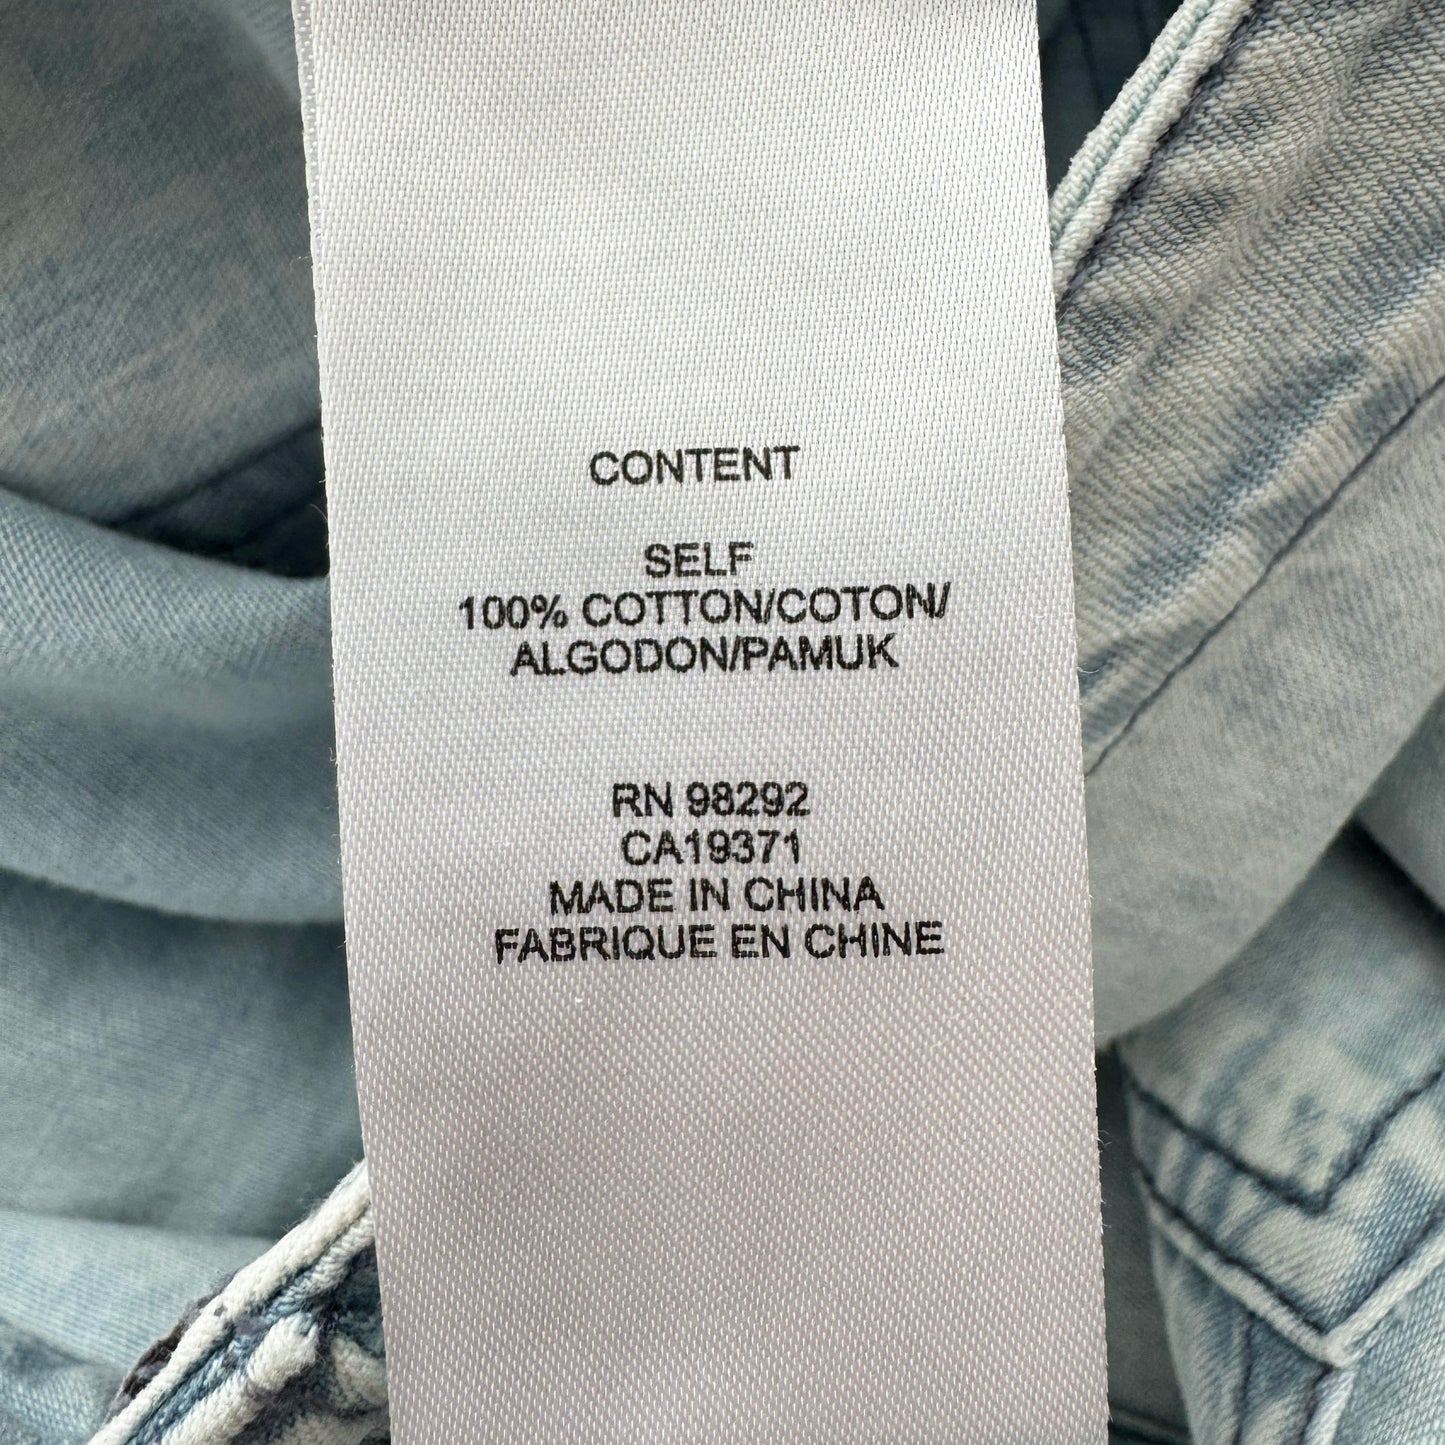 CONTENT
SELF
100% COTTON/COTON/
ALGODON/PAMUK
RN 98292
CA19371
MADE IN CHINA
FABRIQUE EN CHINE